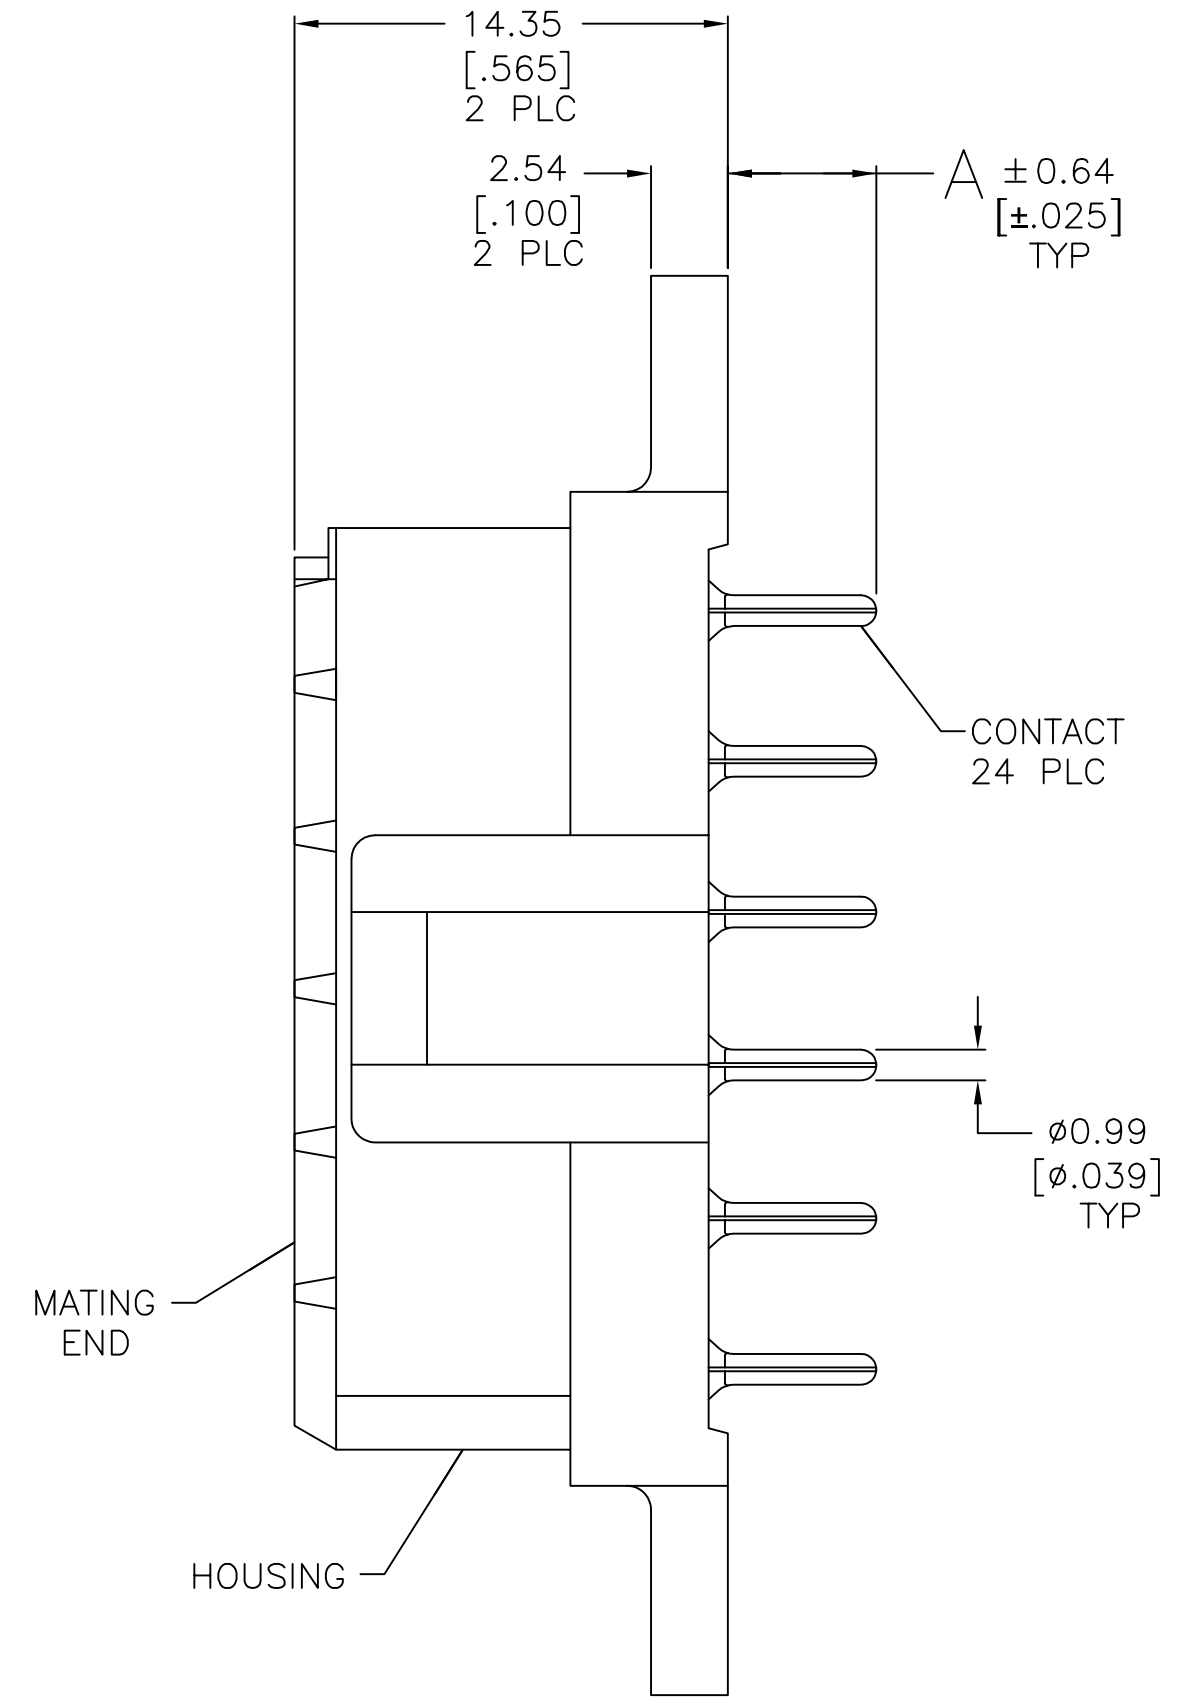 14.35
[.565]
2 PLC
2.54
[.100]
2 PLC
A ±0.64
[±.025]
TYP
CONTACT
24 PLC
ø0.99
[ø.039]
TYP
MATING
END
HOUSING